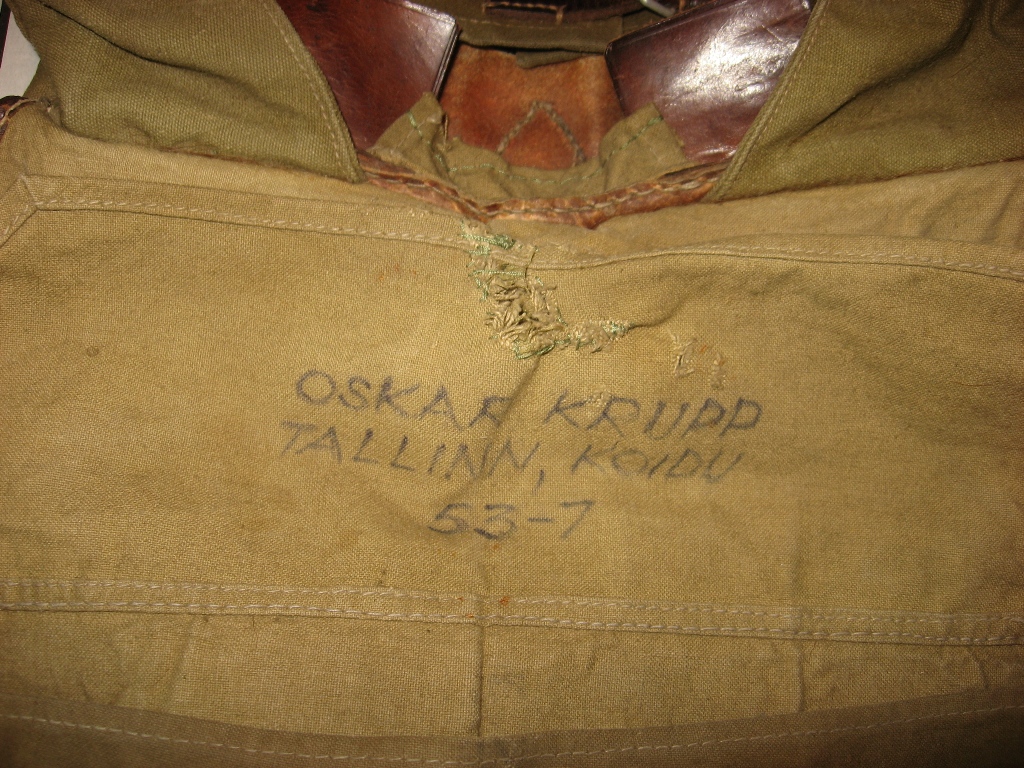 OSKAR KRUPP
TALLINN, KOIDU
53-7